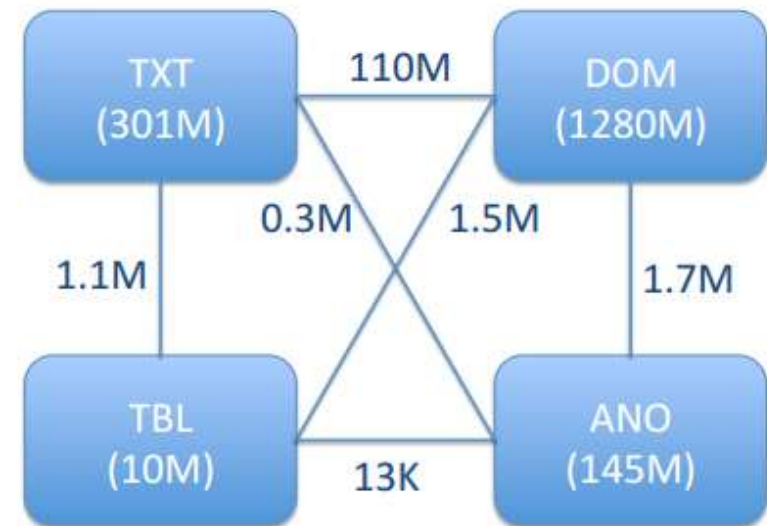 TXT
(301M)
110M
DOM
(1280M)
0.3M
1.5M
1.1M
1.7M
TBL
(10M)
13K
ANO
(145M)